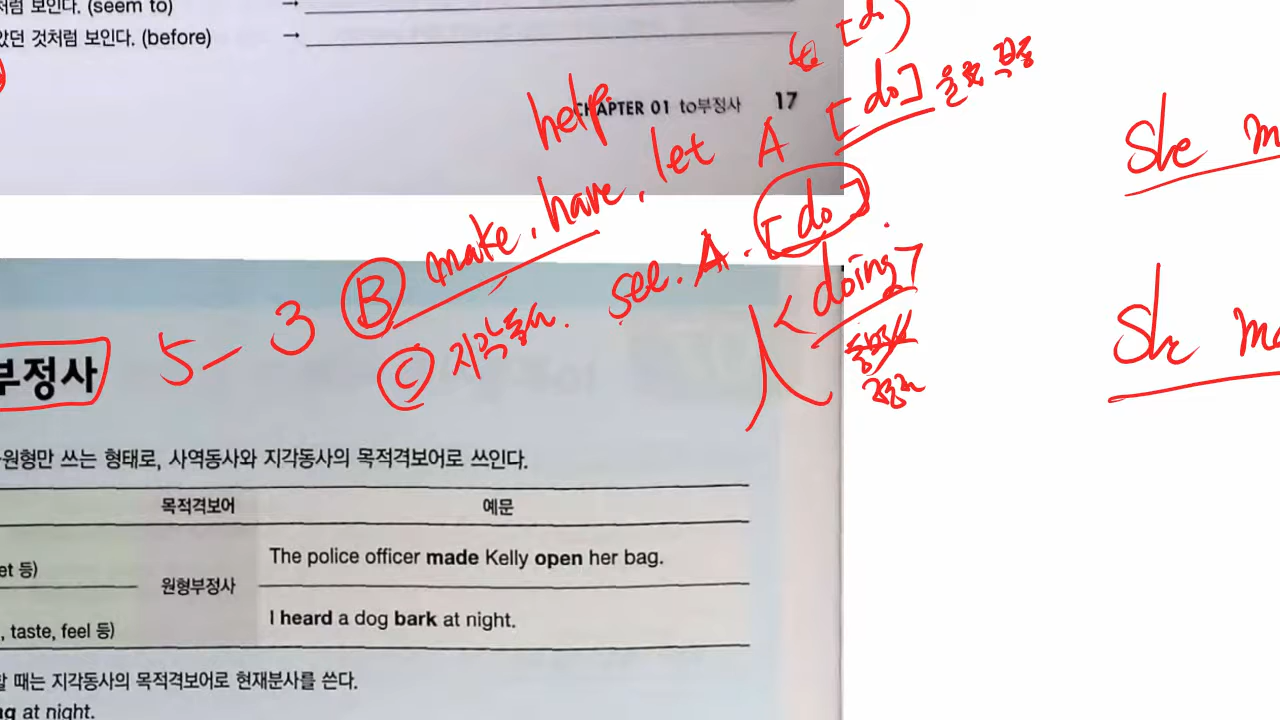 처럼 보인다. (seem to) →
았던 것처럼 보인다. (before) →
CHAPTER 01 to부정사 17
to [do]
help.
make, have, let A [do] 원형 부정
She m
5-3 B
C 지각동사. see. A. [do].
<doing>
She ma
부정사
원형만 쓰는 형태로, 사역동사와 지각동사의 목적격보어로 쓰인다.
목적격보어 예문
et 등) The police officer made Kelly open her bag.
원형부정사
, taste, feel 등) I heard a dog bark at night.
할 때는 지각동사의 목적격보어로 현재분사를 쓴다.
ng at night.